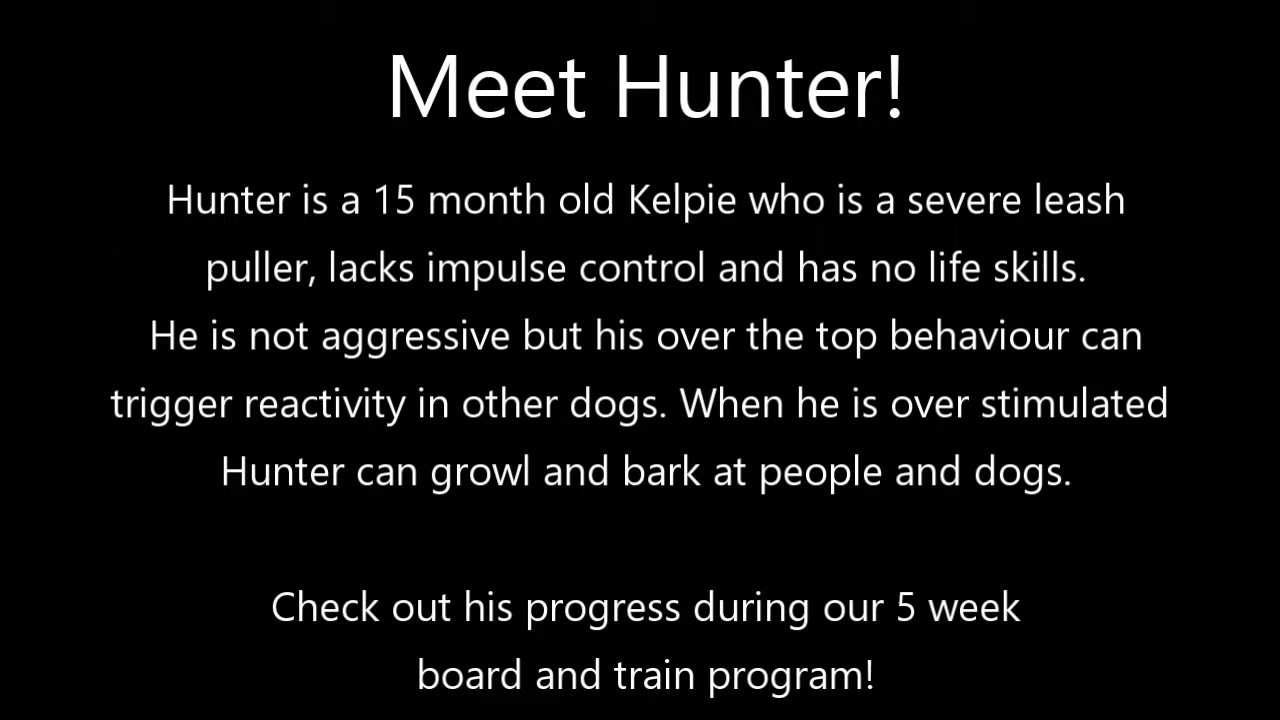 Meet Hunter!
Hunter is a 15 month old Kelpie who is a severe leash
puller, lacks impulse control and has no life skills.
He is not aggressive but his over the top behaviour can
trigger reactivity in other dogs. When he is over stimulated
Hunter can growl and bark at people and dogs.
Check out his progress during our 5 week
board and train program!